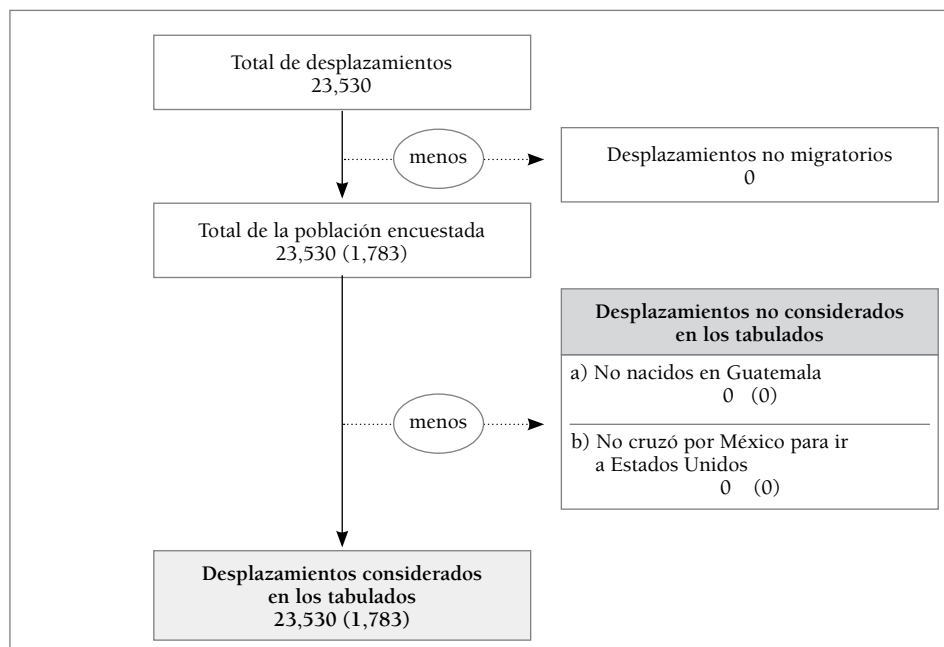 Total de desplazamientos
23,530
menos
Desplazamientos no migratorios
0
Total de la población encuestada
23,530 (1,783)
Desplazamientos no considerados
en los tabulados
a) No nacidos en Guatemala
0 (0)
menos
b) No cruzó por México para ir
a Estados Unidos
0 (0)
Desplazamientos considerados
en los tabulados
23,530 (1,783)